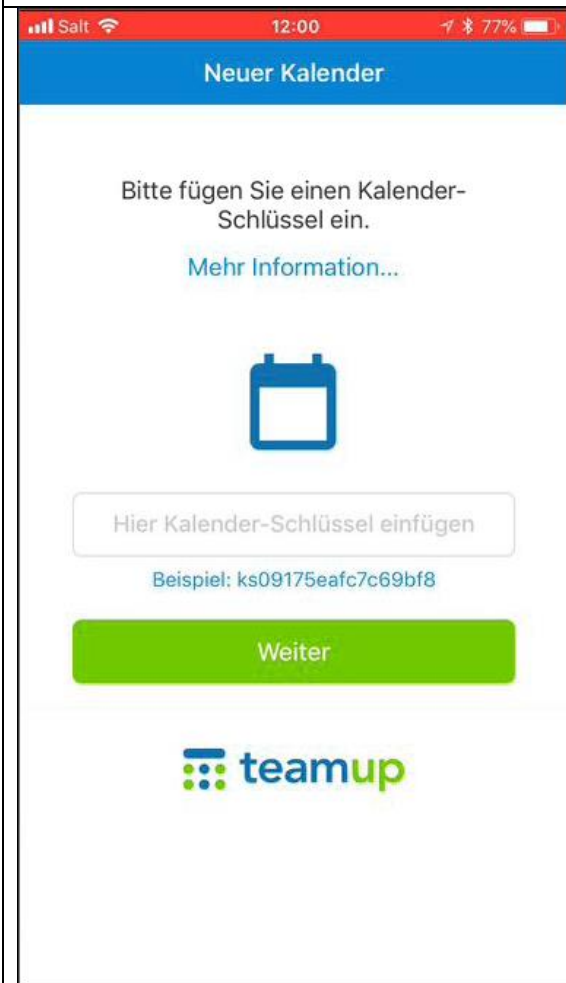 Salt 12:00 77%
Neuer Kalender
Bitte fügen Sie einen Kalender-
Schlüssel ein.
Mehr Information...
Hier Kalender-Schlüssel einfügen
Beispiel: ks09175eafc7c69bf8
Weiter
teamup